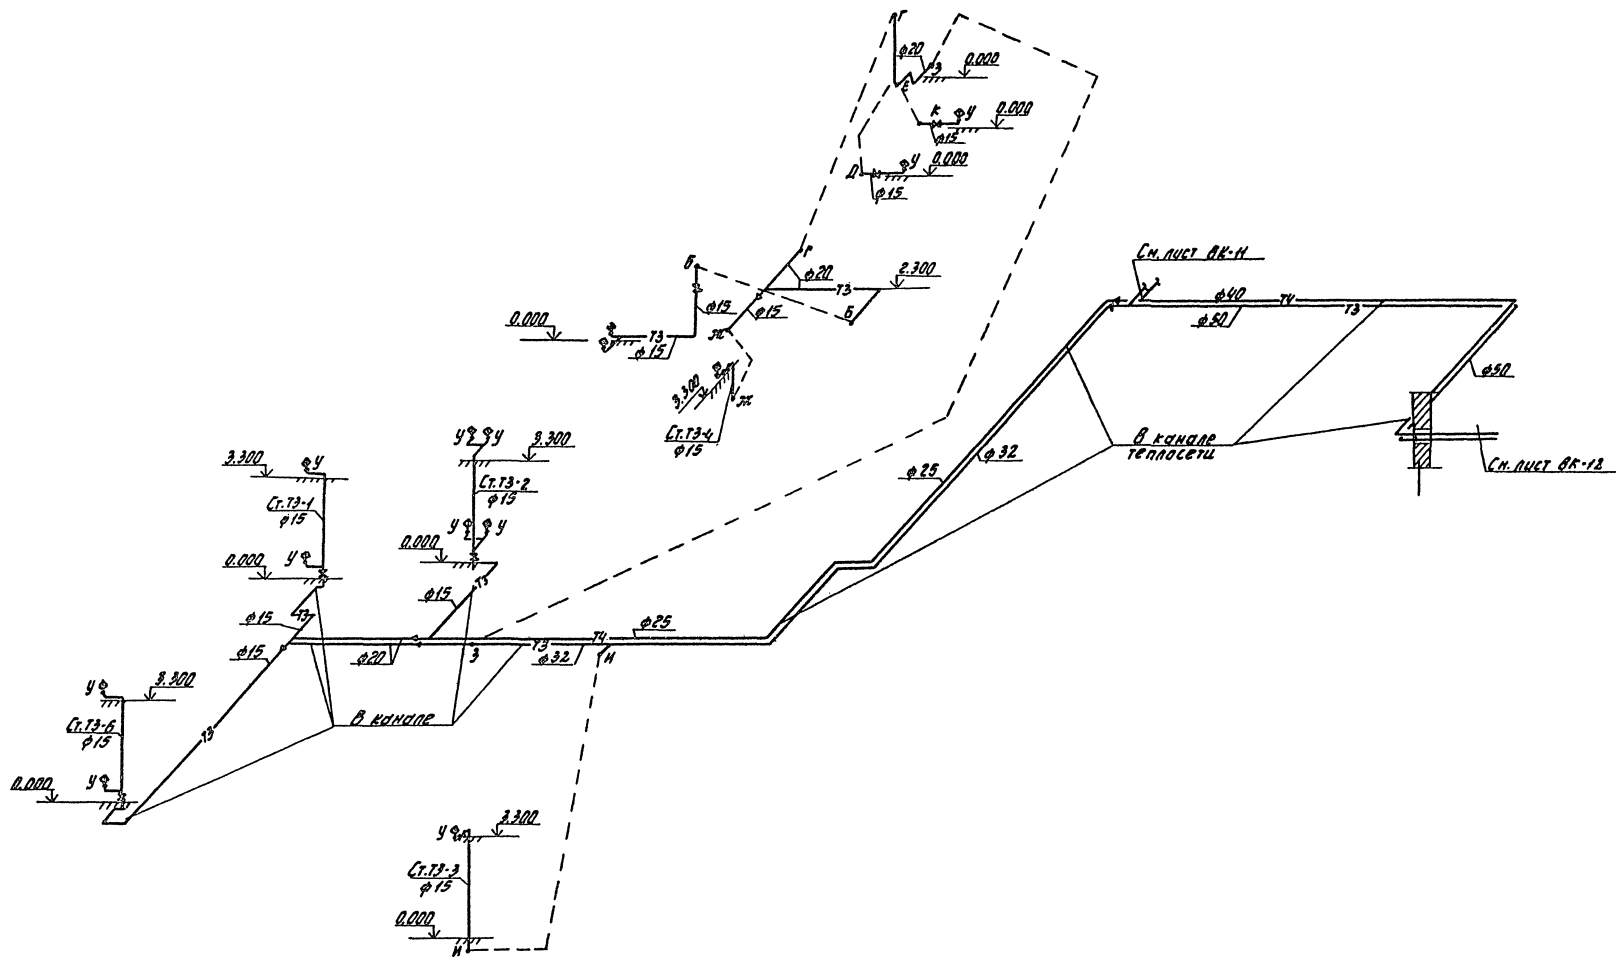 Г
ф20
З
0.000
Е
К
У
0.000
ф15
Д
У
0.000
ф15
Г
ф20
Т3
2.300
Б
ф15
ф15
Б
0.000
Т3
ф15
Ж
3.300
Ж
Ст.Т3-4
ф15
См. лист ВК-11
ф40
Т4
Т3
ф50
ф50
В канале
теплосети
См. лист ВК-12
ф25
ф32
3.300
У
Ст.Т3-1
ф15
0.000
У
У
У
3.300
Ст.Т3-2
ф15
У
У
0.000
ф15
Т3
ф15
Т3
ф15
ф20
З
Т3
ф32
Т4
ф25
И
В канале
У
3.300
Ст.Т3-6
ф15
Т3
0.000
У
У
3.300
Ст.Т3-3
ф15
0.000
И